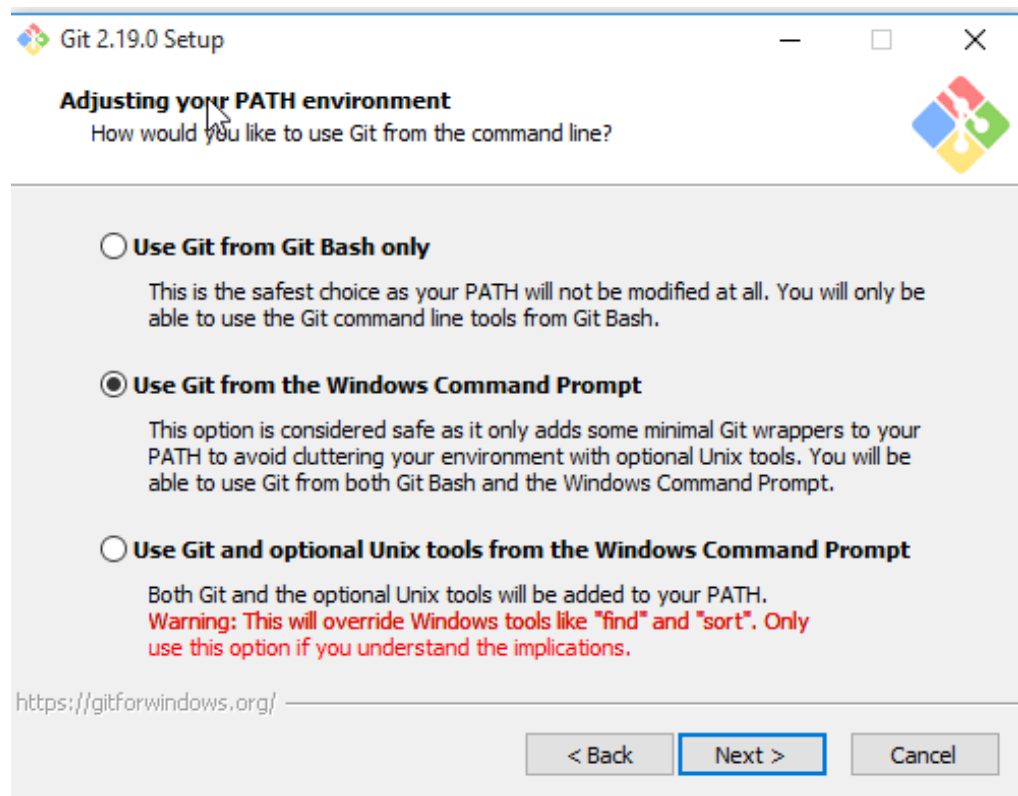 Git 2.19.0 Setup
Adjusting your PATH environment
How would you like to use Git from the command line?
Use Git from Git Bash only
This is the safest choice as your PATH will not be modified at all. You will only be
able to use the Git command line tools from Git Bash.
Use Git from the Windows Command Prompt
This option is considered safe as it only adds some minimal Git wrappers to your
PATH to avoid cluttering your environment with optional Unix tools. You will be
able to use Git from both Git Bash and the Windows Command Prompt.
Use Git and optional Unix tools from the Windows Command Prompt
Both Git and the optional Unix tools will be added to your PATH.
Warning: This will override Windows tools like "find" and "sort". Only
use this option if you understand the implications.
https://gitforwindows.org/
< Back
Next >
Cancel